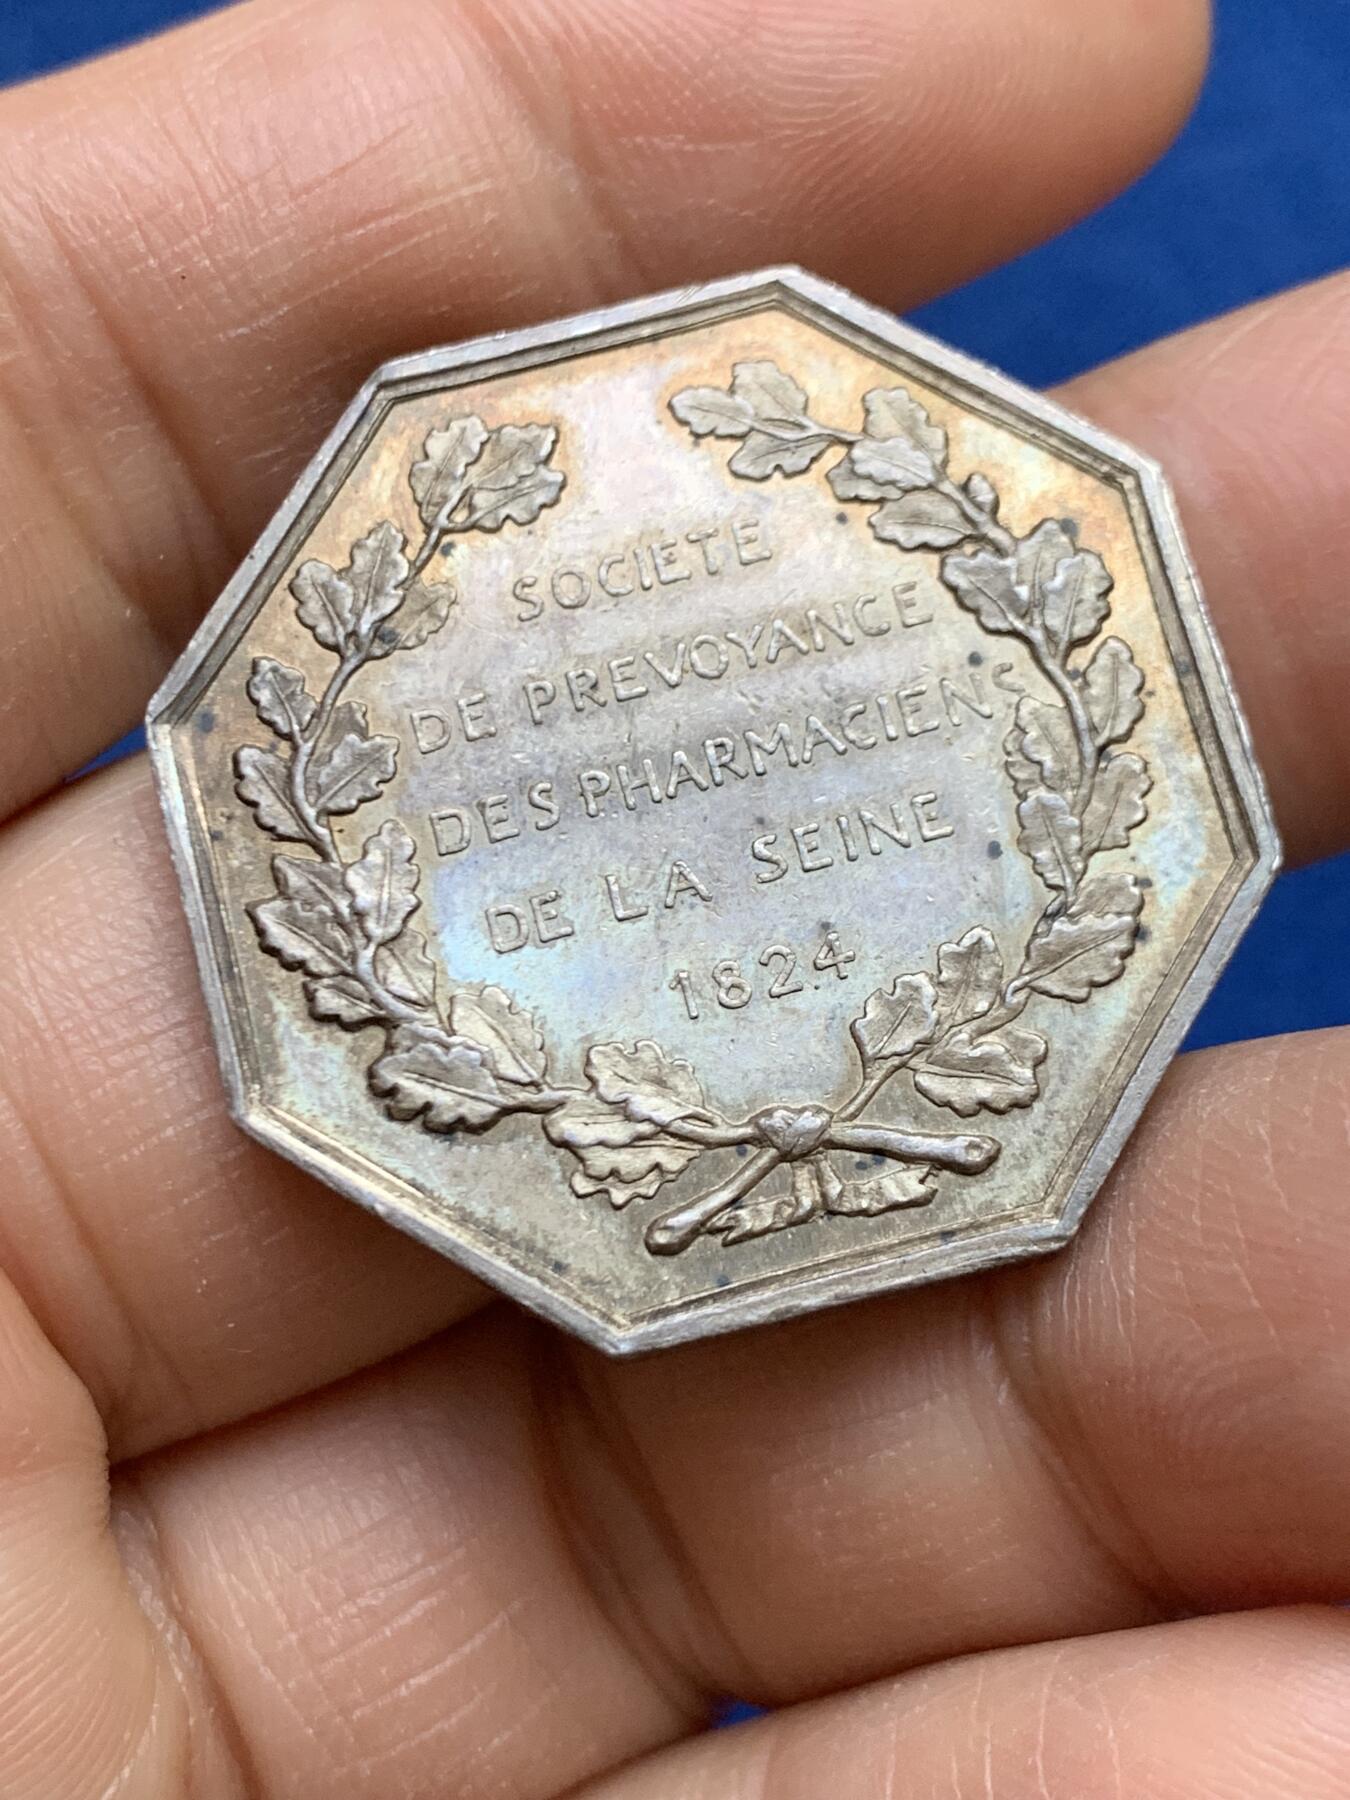 SOCIETE
DE PREVOYANCE
DES PHARMACIENS
DE LA SEINE
1824